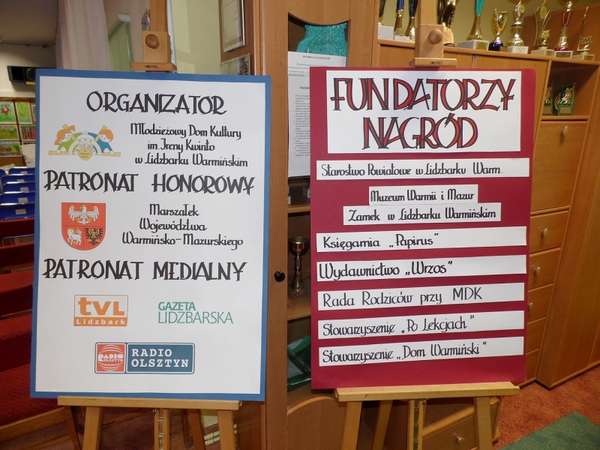 ORGANIZATOR
Młodzieżowy Dom Kultury
im. Ireny Kwinto
w Lidzbarku Warmińskim
PATRONAT HONOROWY
Marszałek
Województwa
Warmińsko-Mazurskiego
PATRONAT MEDIALNY
tvL
Lidzbark
GAZETA
LIDZBARSKA
RADIO
OLSZTYN
FUNDATORZY
NAGRÓD
Starostwo Powiatowe w Lidzbarku Warm.
Muzeum Warmii i Mazur
Zamek w Lidzbarku Warmińskim
Księgarnia „Papirus"
Wydawnictwo „Wrzos"
Rada Rodziców przy MDK
Stowarzyszenie „Po Lekcjach"
Stowarzyszenie „Dom Warmiński"